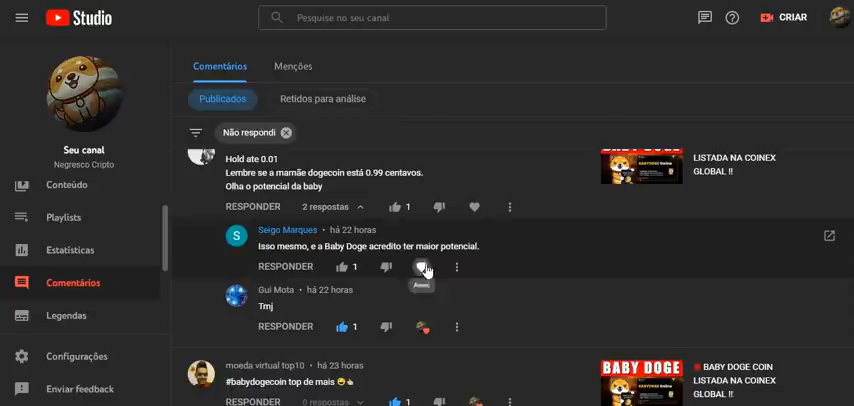 Studio
Pesquise no seu canal
CRIAR
Seu canal
Negresco Cripto
Conteúdo
Playlists
Estatísticas
Comentários
Legendas
Configurações
Enviar feedback
Comentários
Menções
Publicados
Retidos para análise
Não respondi
Hold ate 0.01
Lembre se a mamãe dogecoin está 0.99 centavos.
Olha o potencial da baby
RESPONDER 2 respostas 1
LISTADA NA COINEX
GLOBAL !!
S
Seigo Marques • há 22 horas
Isso mesmo, e a Baby Doge acredito ter maior potencial.
RESPONDER 1
Gui Mota • há 22 horas
Tmj
RESPONDER 1
moeda virtual top10 • há 23 horas
#babydogecoin top de mais
RESPONDER 0 respostas 1
BABY DOGE
BABY DOGE COIN
LISTADA NA COINEX
GLOBAL !!